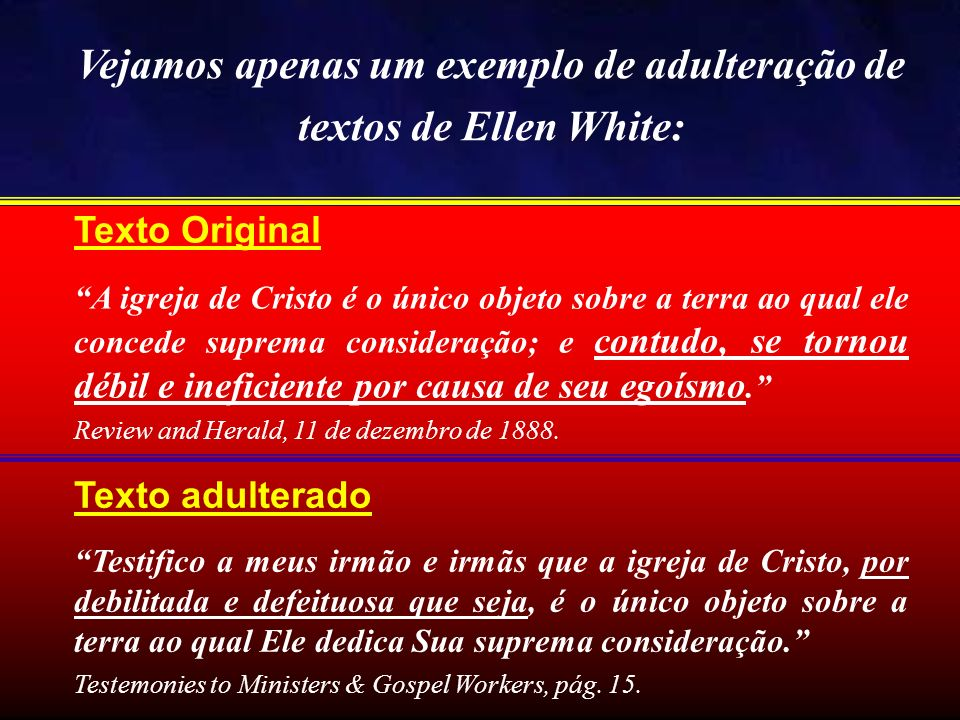 Vejamos apenas um exemplo de adulteração de
textos de Ellen White:
Texto Original
“A igreja de Cristo é o único objeto sobre a terra ao qual ele
concede suprema consideração; e contudo, se tornou
débil e ineficiente por causa de seu egoísmo.”
Review and Herald, 11 de dezembro de 1888.
Texto adulterado
“Testifico a meus irmão e irmãs que a igreja de Cristo, por
debilitada e defeituosa que seja, é o único objeto sobre a
terra ao qual Ele dedica Sua suprema consideração.”
Testemonies to Ministers & Gospel Workers, pág. 15.